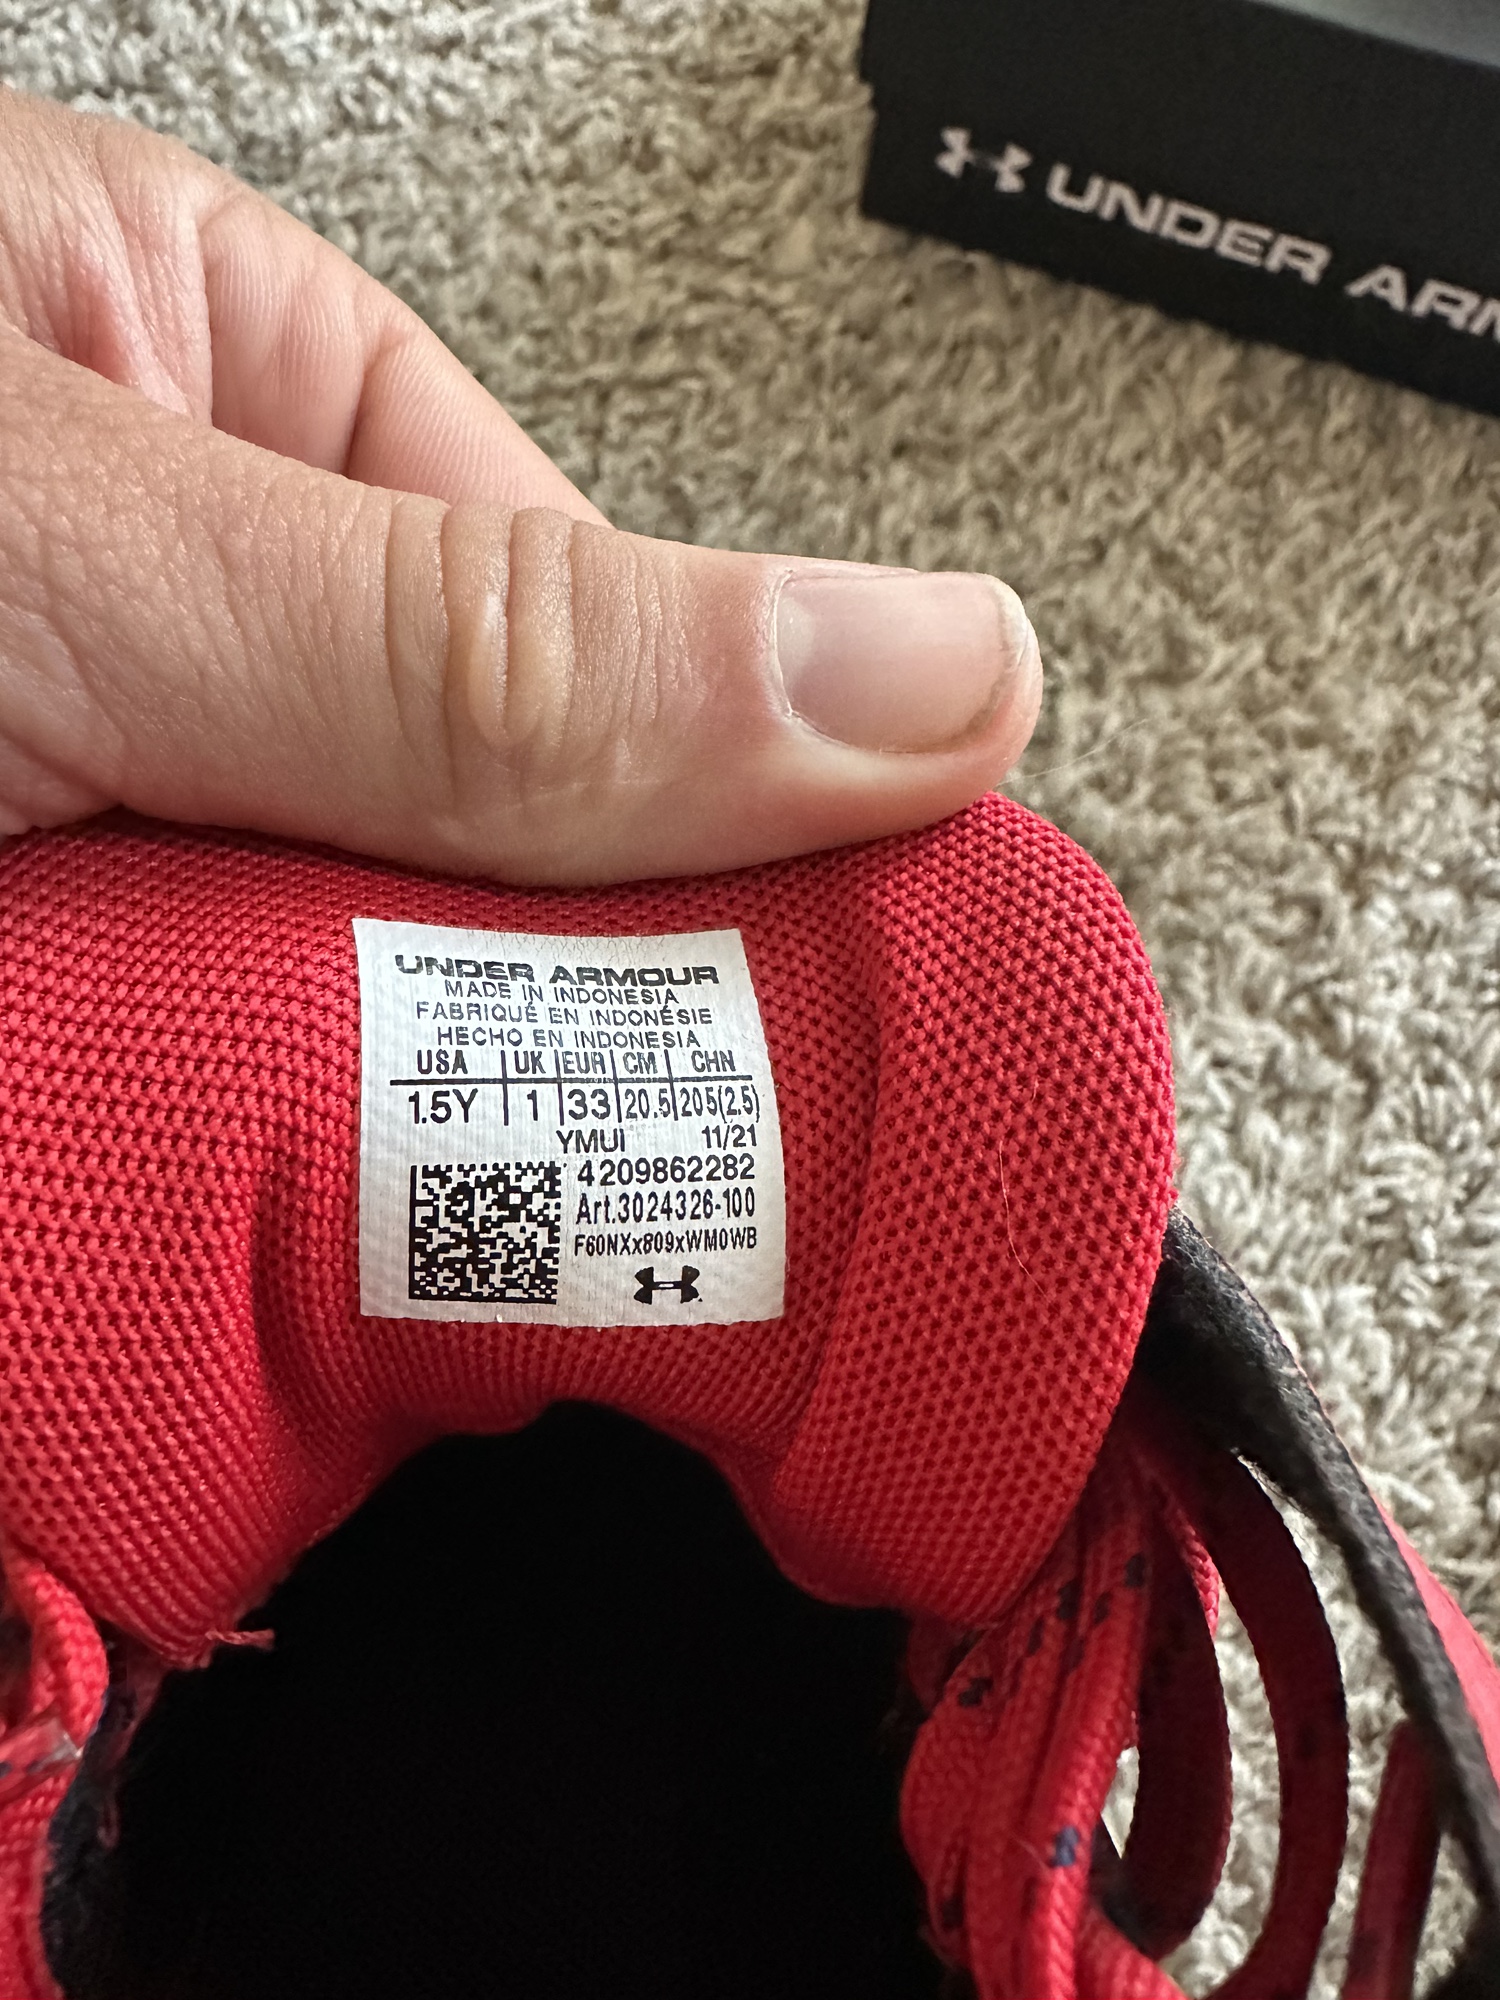 UNDER ARM
UNDER ARMOUR
MADE IN INDONESIA
FABRIQUÉ EN INDONÉSIE
HECHO EN INDONESIA
USA UK EUR CM CHN
1.5Y 1 33 20.5 205(2.5)
YMUI 11/21
4209862282
Art.3024326-100
F60NXx809xWM0WB